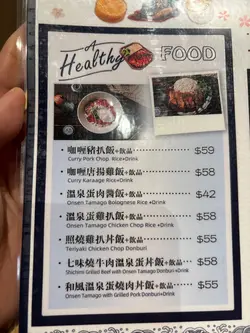 A
Healthy FOOD
• 咖喱豬扒飯+飲品 $59
Curry Pork Chop Rice+Drink
• 咖喱唐揚雞飯+飲品 $58
Curry Karaage Rice+Drink
• 溫泉蛋肉醬飯+飲品 $42
Onsen Tamago Bolognese Rice +Drink
• 溫泉蛋雞扒飯+飲品 $58
Onsen Tamago Chicken Chop Rice+Drink
• 照燒雞扒丼飯+飲品 $55
Teriyaki Chicken Chop Donburi
• 七味燒牛肉溫泉蛋丼飯+飲品 $58
Shichimi Grilled Beef with Onsen Tamago Donburi+Drink
• 和風溫泉蛋燒肉丼飯+飲品 $55
Onsen Tamago with Grilled Pork Donburi+Drink